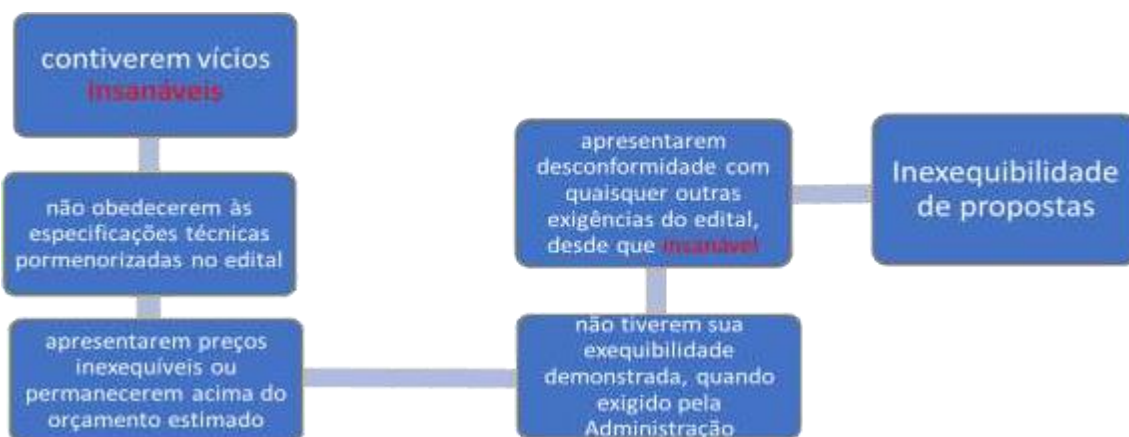 contiverem vícios
insanáveis
não obedecerem às
especificações técnicas
pormenorizadas no edital
apresentarem preços
inexequíveis ou
permanecerem acima do
orçamento estimado
não tiverem sua
exequibilidade
demonstrada, quando
exigido pela
Administração
apresentarem
desconformidade com
quaisquer outras
exigências do edital,
desde que insanável
Inexequibilidade
de propostas